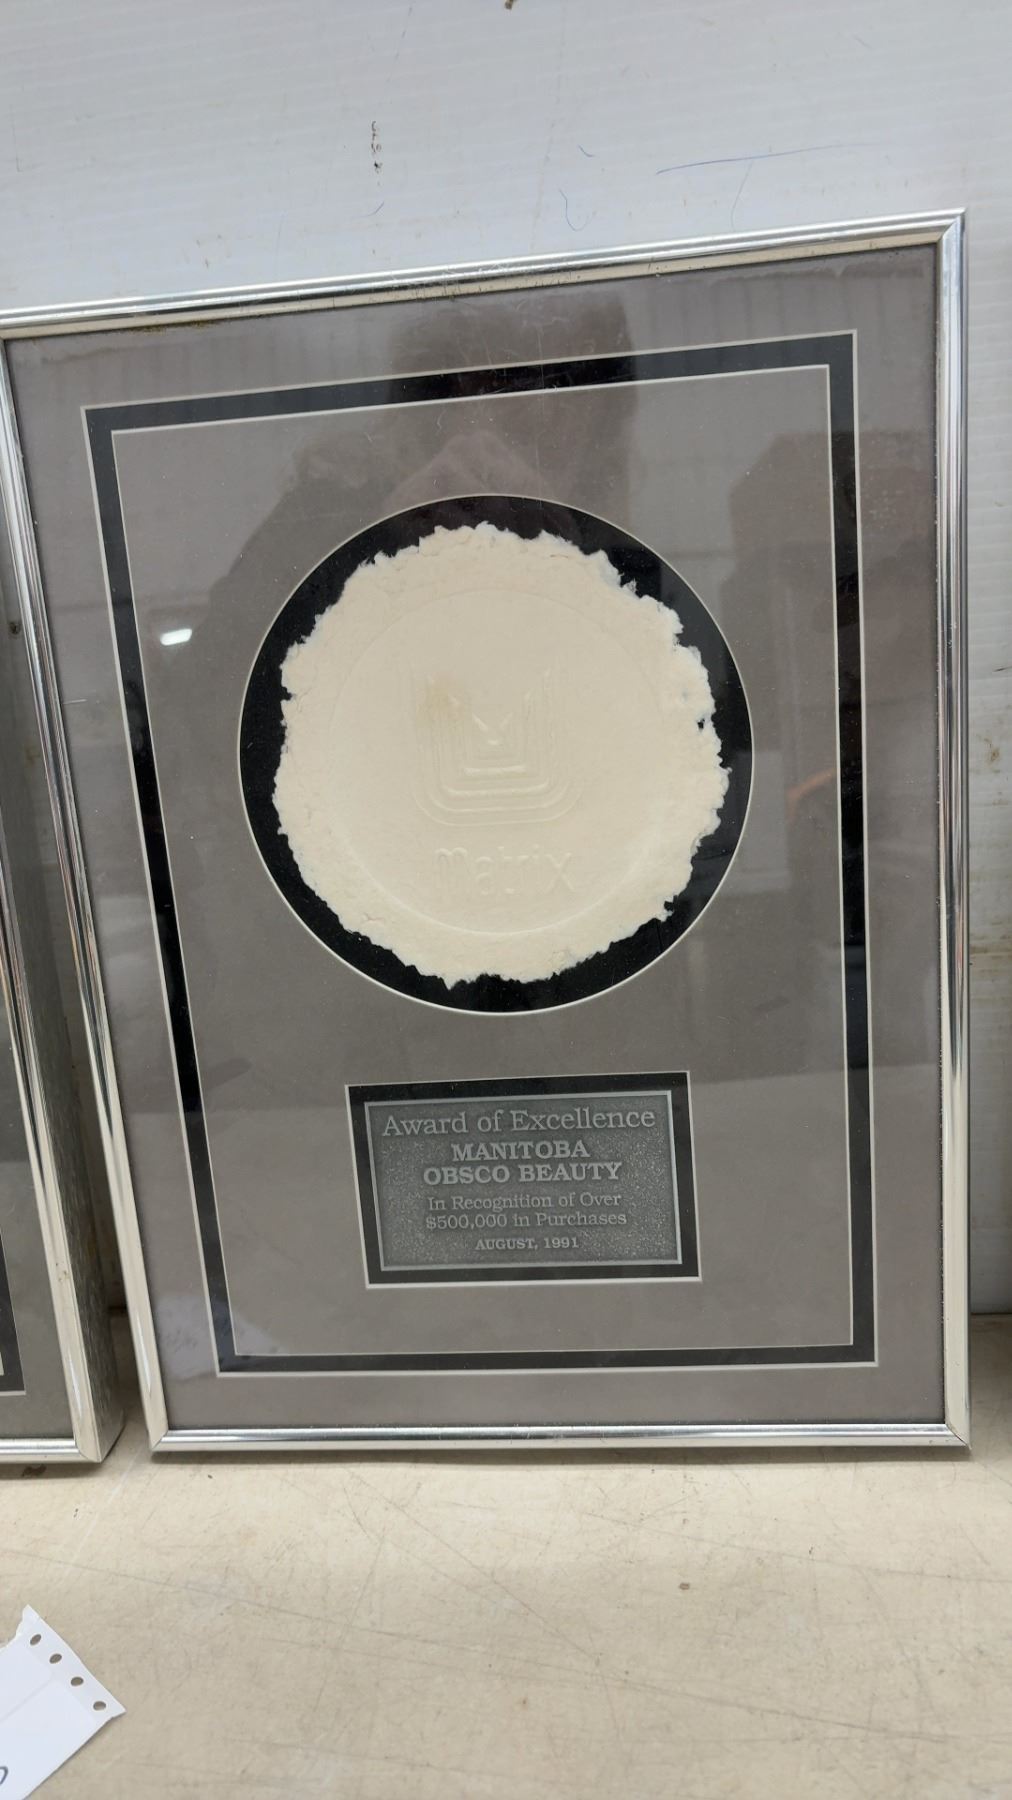 Matrix
Award of Excellence
MANITOBA
OBSCO BEAUTY
In Recognition of Over
$500,000 in Purchases
AUGUST, 1991